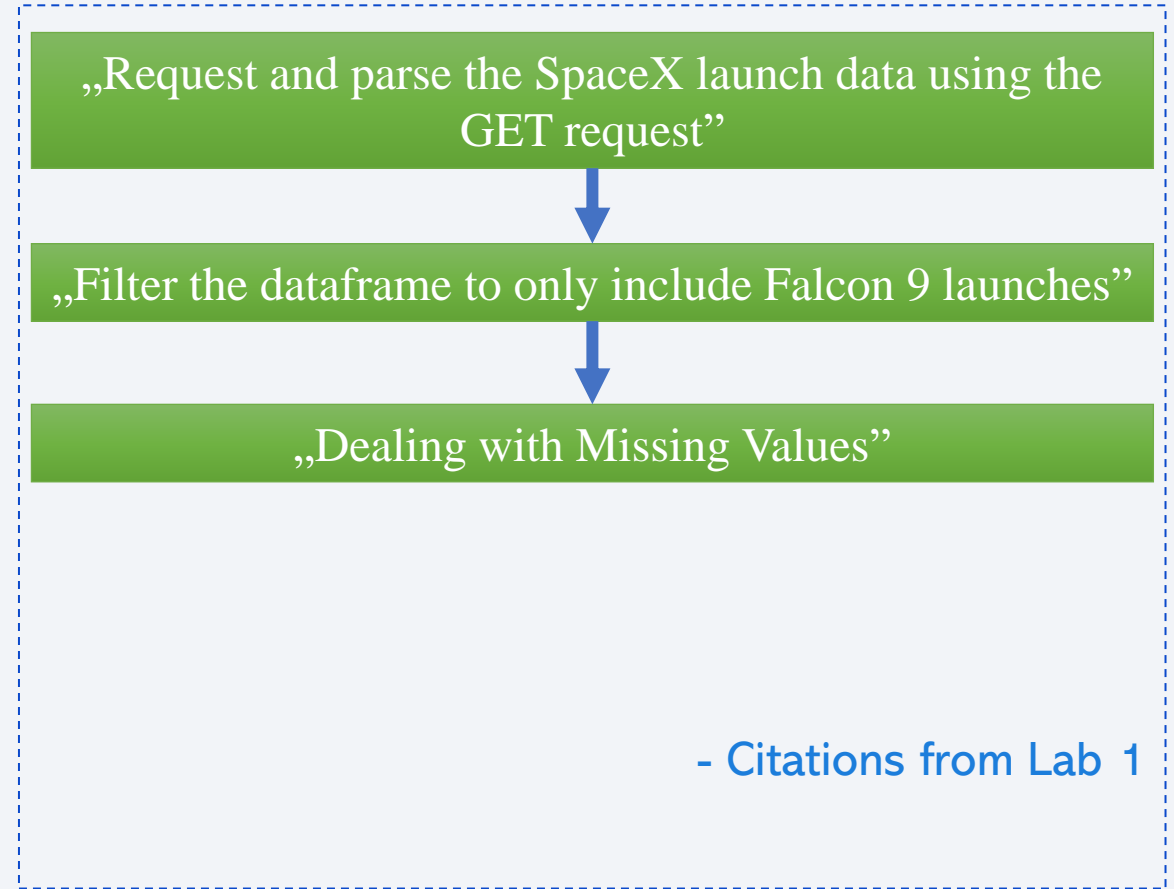 „Request and parse the SpaceX launch data using the
GET request”
„Filter the dataframe to only include Falcon 9 launches”
„Dealing with Missing Values”
- Citations from Lab 1